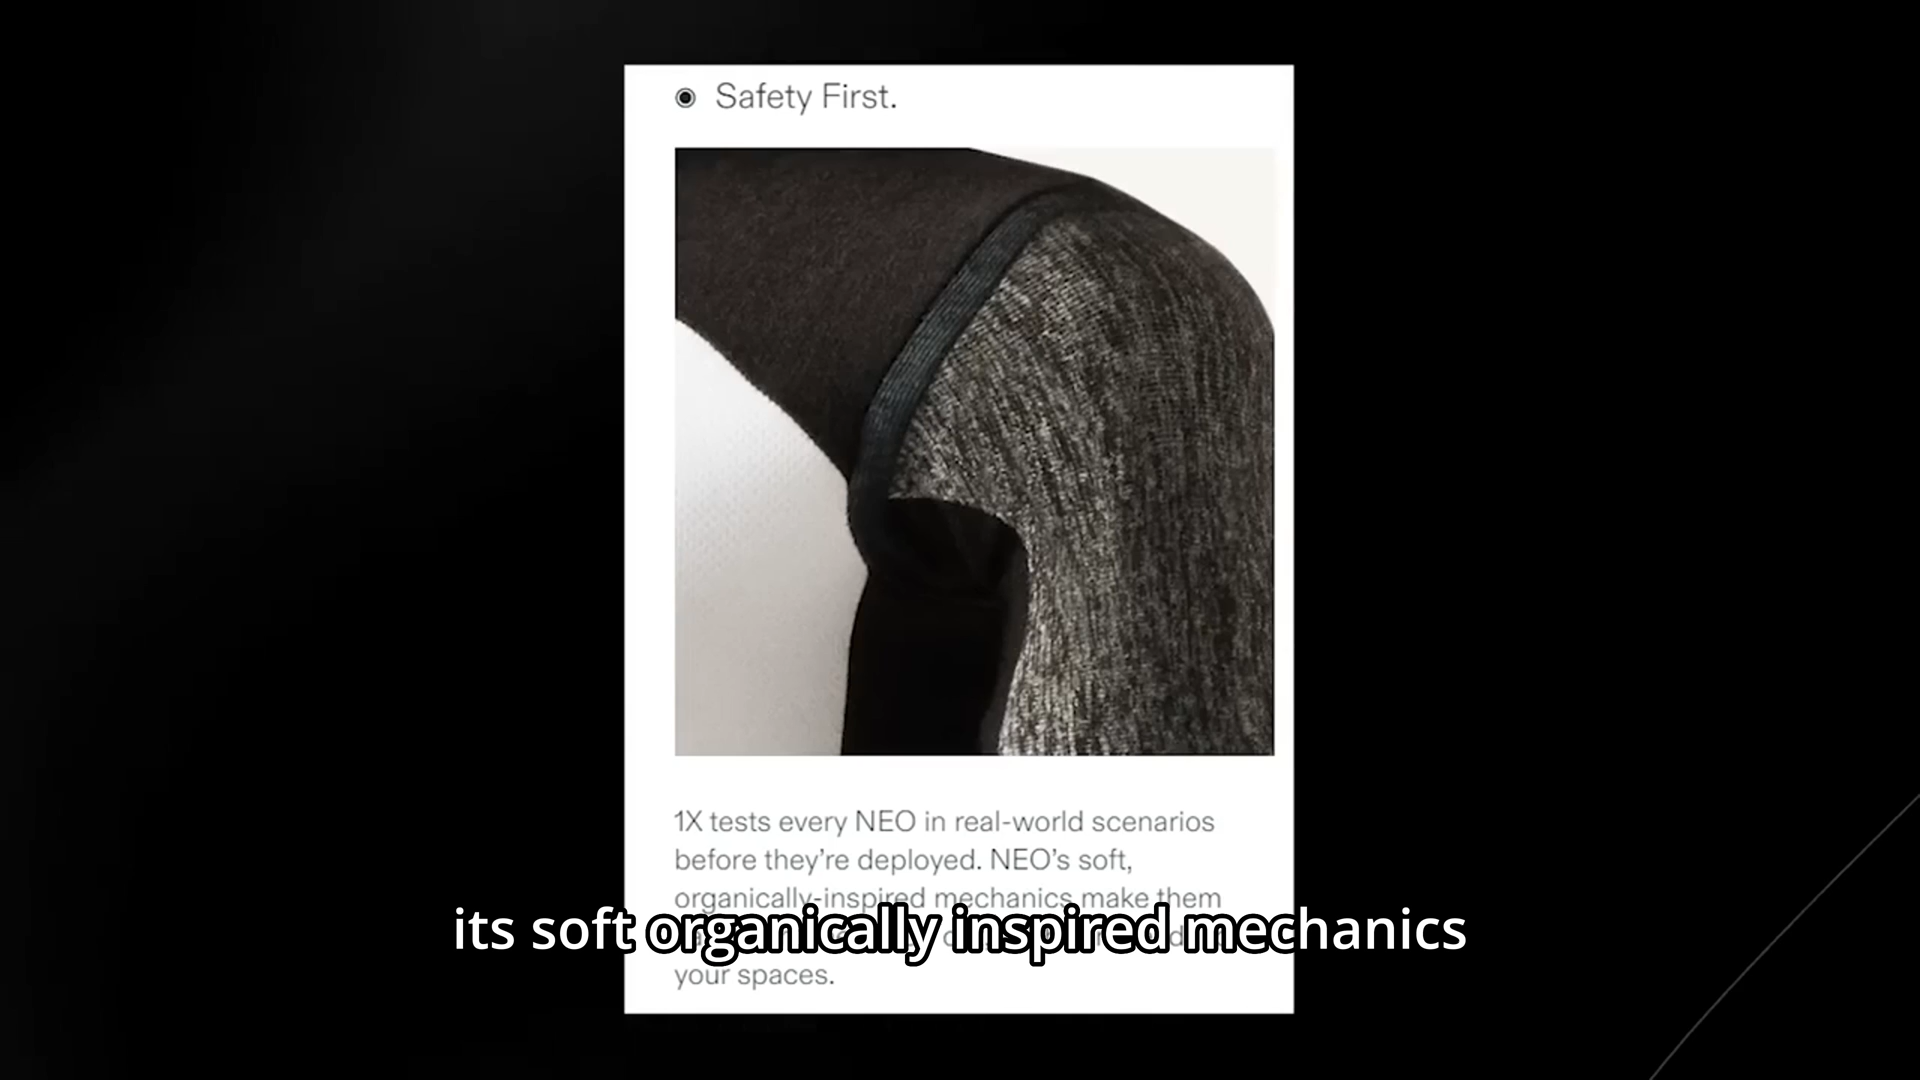 Safety First.
1X tests every NEO in real-world scenarios
before they're deployed. NEO's soft,
organically-inspired mechanics make them
its soft organically inspired mechanics
your spaces.